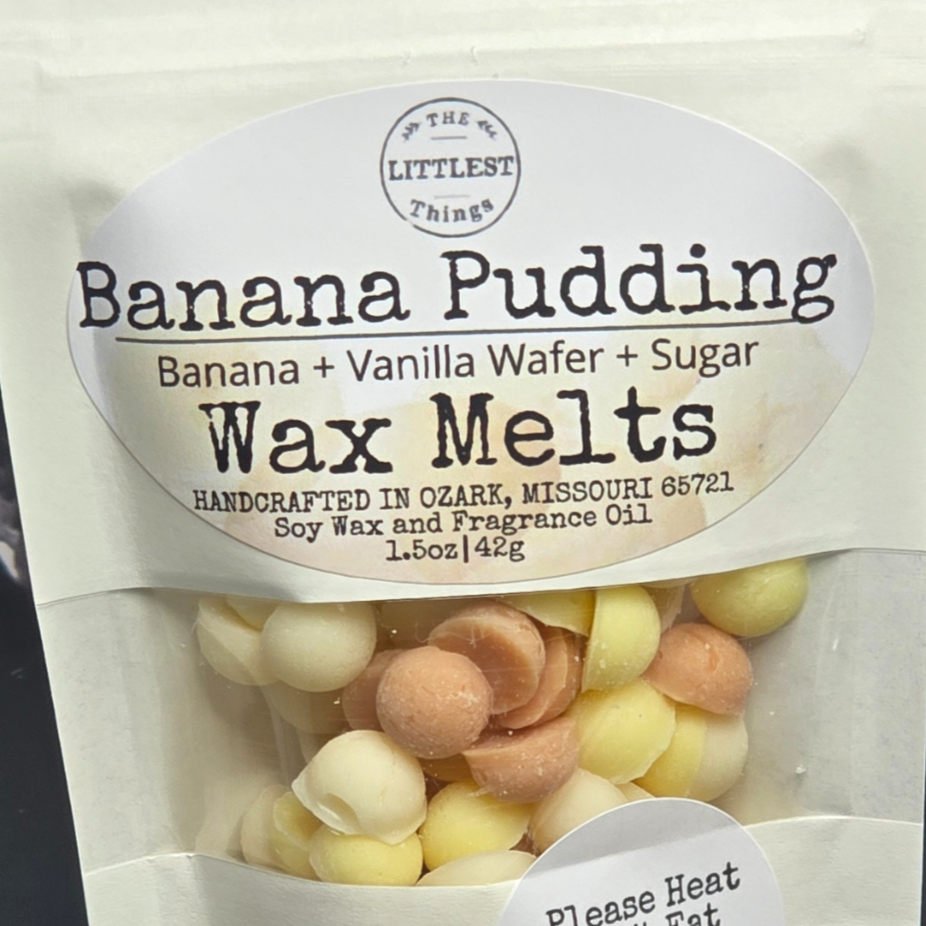 THE
LITTLEST
Things
Banana Pudding
Banana + Vanilla Wafer + Sugar
Wax Melts
HANDCRAFTED IN OZARK, MISSOURI 65721
Soy Wax and Fragrance Oil
1.5oz|42g
Please Heat
Eat